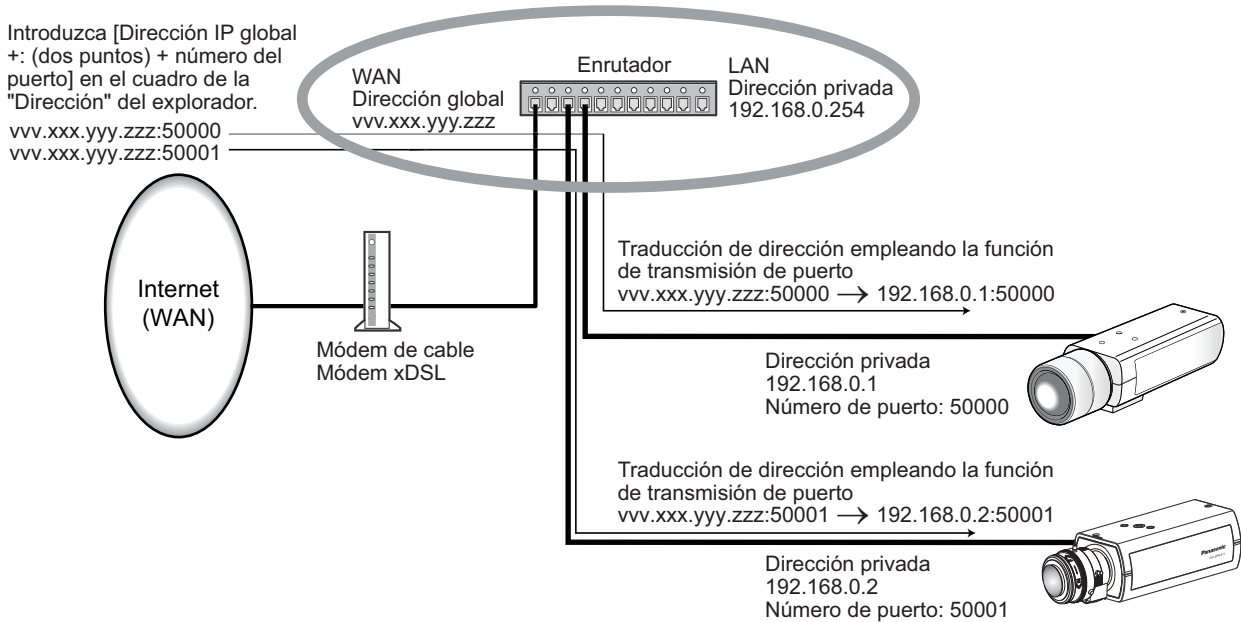 Introduzca [Dirección IP global
+: (dos puntos) + número del
puerto] en el cuadro de la
"Dirección" del explorador.
vvv.xxx.yyy.zzz:50000
vvv.xxx.yyy.zzz:50001
WAN
Dirección global
vvv.xxx.yyy.zzz
Enrutador
LAN
Dirección privada
192.168.0.254
Internet
(WAN)
Módem de cable
Módem xDSL
Traducción de dirección empleando la función
de transmisión de puerto
vvv.xxx.yyy.zzz:50000 → 192.168.0.1:50000
Dirección privada
192.168.0.1
Número de puerto: 50000
Traducción de dirección empleando la función
de transmisión de puerto
vvv.xxx.yyy.zzz:50001 → 192.168.0.2:50001
Dirección privada
192.168.0.2
Número de puerto: 50001
Panasonic